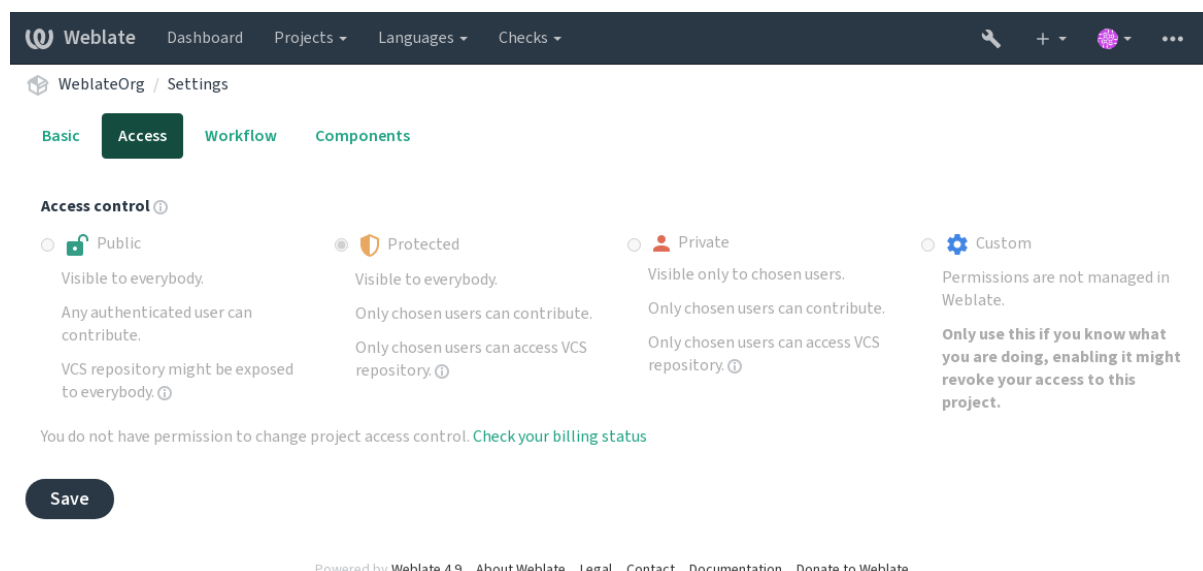 Weblate Dashboard Projects Languages Checks
WeblateOrg / Settings
Basic Access Workflow Components
Access control
Public
Visible to everybody.
Any authenticated user can
contribute.
VCS repository might be exposed
to everybody.
Protected
Visible to everybody.
Only chosen users can contribute.
Only chosen users can access VCS
repository.
Private
Visible only to chosen users.
Only chosen users can contribute.
Only chosen users can access VCS
repository.
Custom
Permissions are not managed in
Weblate.
Only use this if you know what
you are doing, enabling it might
revoke your access to this
project.
You do not have permission to change project access control. Check your billing status
Save
Powered by Weblate 4.9 About Weblate Legal Contact Documentation Donate to Weblate